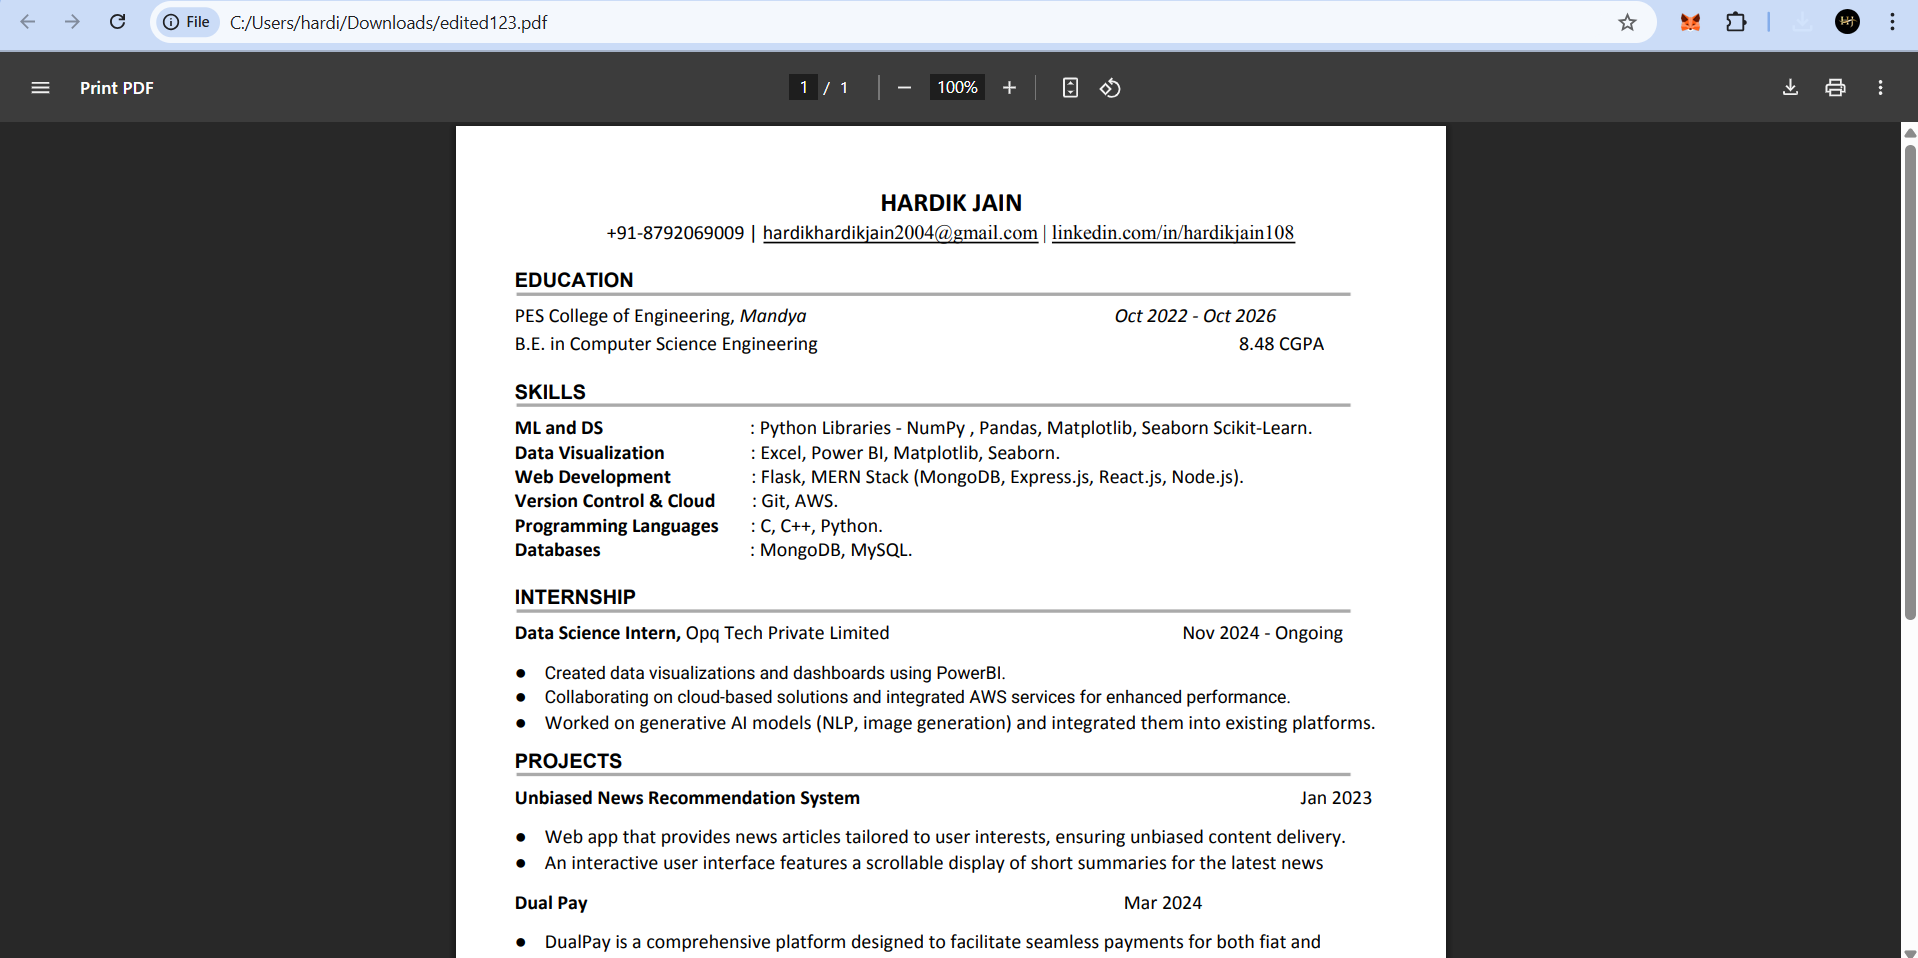 File C:/Users/hardi/Downloads/edited123.pdf
Print PDF 1 / 1 100%
HARDIK JAIN
+91-8792069009 | hardikhardikjain2004@gmail.com | linkedin.com/in/hardikjain108
EDUCATION
PES College of Engineering, Mandya Oct 2022 - Oct 2026
B.E. in Computer Science Engineering 8.48 CGPA
SKILLS
ML and DS : Python Libraries - NumPy , Pandas, Matplotlib, Seaborn Scikit-Learn.
Data Visualization : Excel, Power BI, Matplotlib, Seaborn.
Web Development : Flask, MERN Stack (MongoDB, Express.js, React.js, Node.js).
Version Control & Cloud : Git, AWS.
Programming Languages : C, C++, Python.
Databases : MongoDB, MySQL.
INTERNSHIP
Data Science Intern, Opq Tech Private Limited Nov 2024 - Ongoing
● Created data visualizations and dashboards using PowerBI.
● Collaborating on cloud-based solutions and integrated AWS services for enhanced performance.
● Worked on generative AI models (NLP, image generation) and integrated them into existing platforms.
PROJECTS
Unbiased News Recommendation System Jan 2023
● Web app that provides news articles tailored to user interests, ensuring unbiased content delivery.
● An interactive user interface features a scrollable display of short summaries for the latest news
Dual Pay Mar 2024
● DualPay is a comprehensive platform designed to facilitate seamless payments for both fiat and